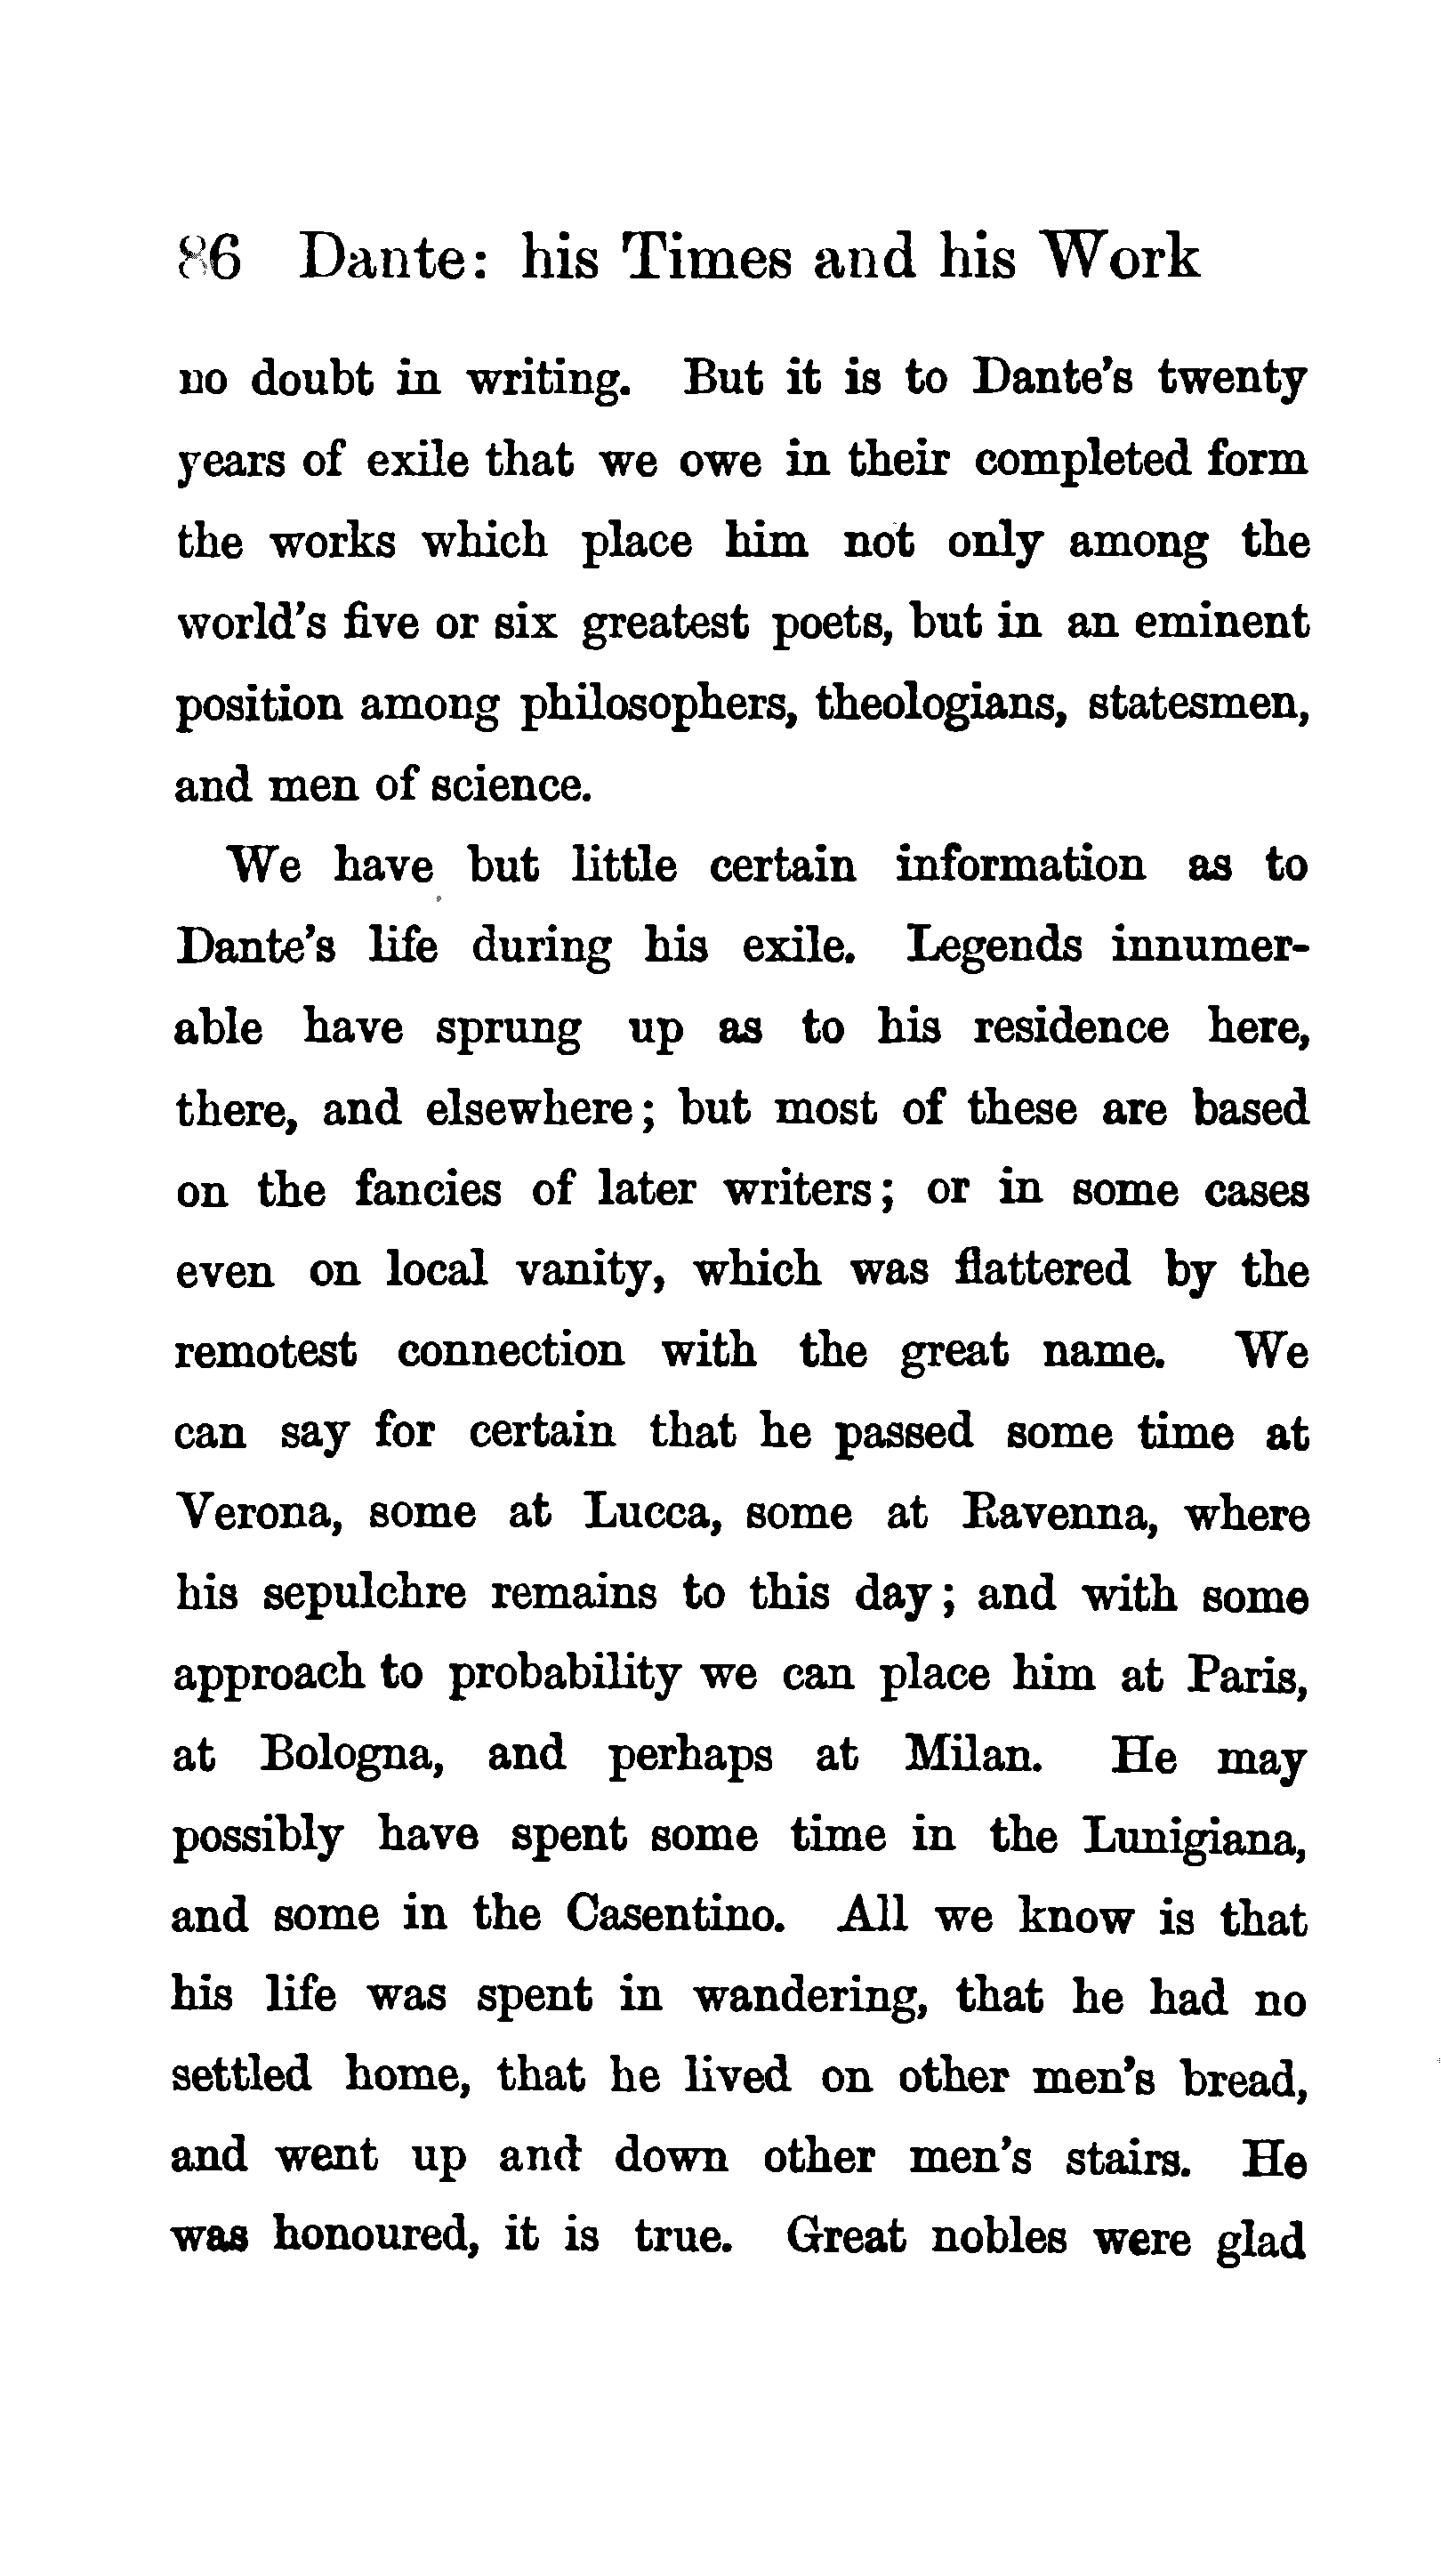 86 Dante: his Times and his Work
no doubt in writing. But it is to Dante's twenty
years of exile that we owe in their completed form
the works which place him not only among the
world's five or six greatest poets, but in an eminent
position among philosophers, theologians, statesmen,
and men of science.
We have but little certain information as to
Dante's life during his exile. Legends innumer-
able have sprung up as to his residence here,
there, and elsewhere; but most of these are based
on the fancies of later writers; or in some cases
even on local vanity, which was flattered by the
remotest connection with the great name. We
can say for certain that he passed some time at
Verona, some at Lucca, some at Ravenna, where
his sepulchre remains to this day; and with some
approach to probability we can place him at Paris,
at Bologna, and perhaps at Milan. He may
possibly have spent some time in the Lunigiana,
and some in the Casentino. All we know is that
his life was spent in wandering, that he had no
settled home, that he lived on other men's bread,
and went up and down other men's stairs. He
was honoured, it is true. Great nobles were glad